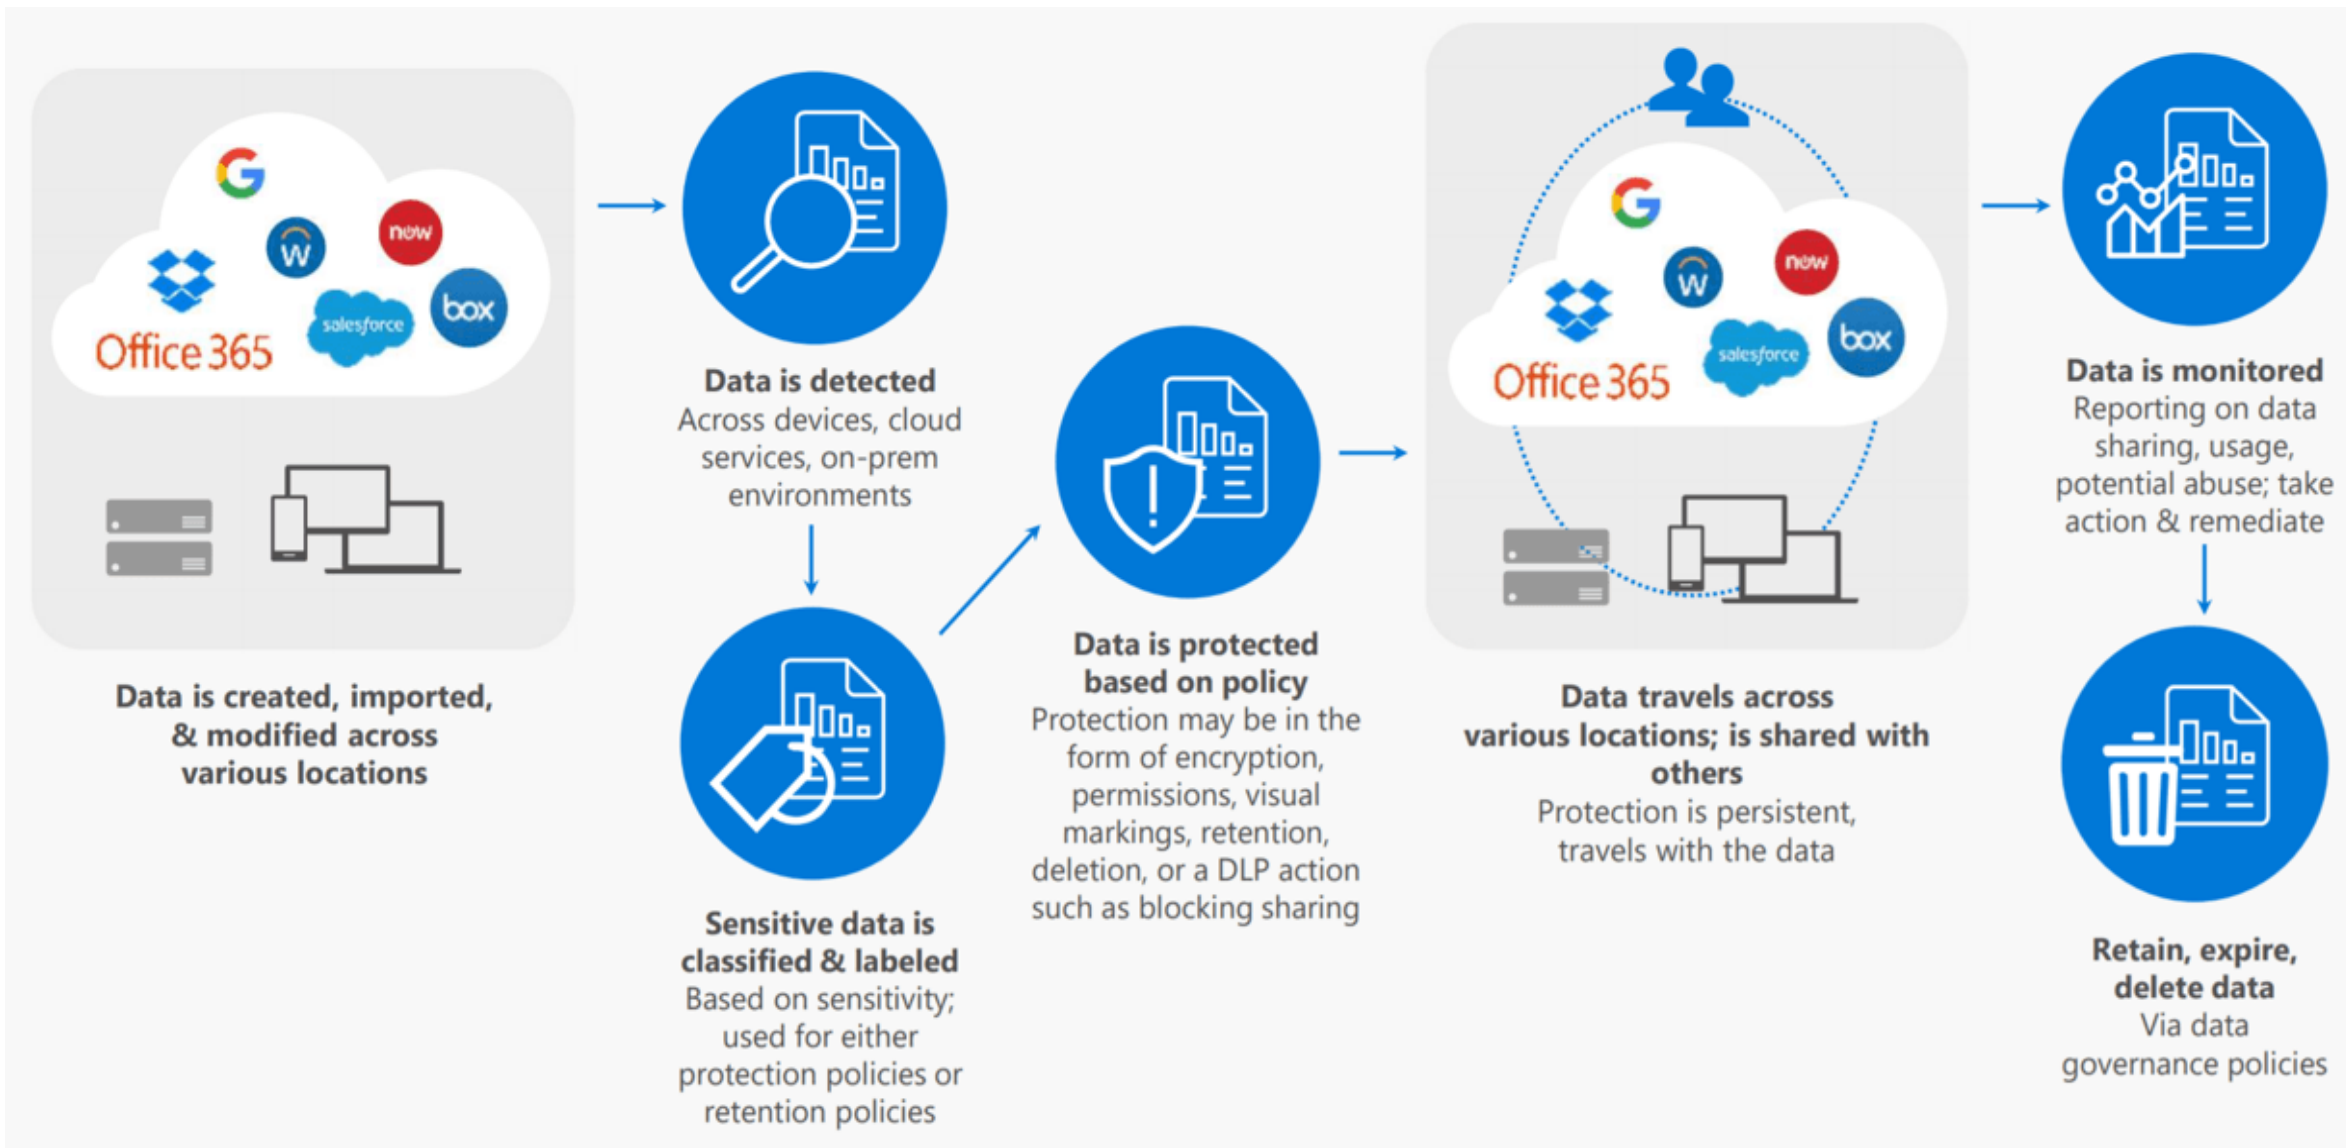 G
W
now
salesforce
box
Office 365
Data is created, imported,
& modified across
various locations
Data is detected
Across devices, cloud
services, on-prem
environments
Sensitive data is
classified & labeled
Based on sensitivity;
used for either
protection policies or
retention policies
Data is protected
based on policy
Protection may be in the
form of encryption,
permissions, visual
markings, retention,
deletion, or a DLP action
such as blocking sharing
G
W
now
salesforce
box
Office 365
Data travels across
various locations; is shared with
others
Protection is persistent,
travels with the data
Data is monitored
Reporting on data
sharing, usage,
potential abuse; take
action & remediate
Retain, expire,
delete data
Via data
governance policies